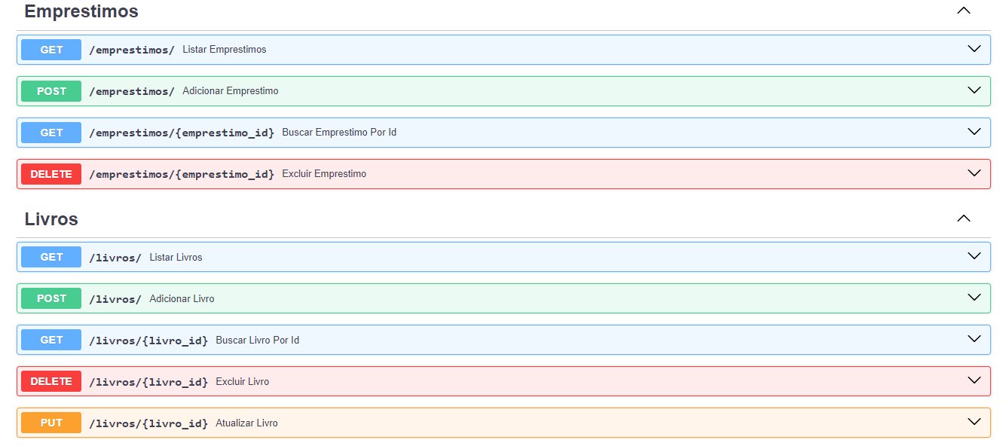 Emprestimos
GET /emprestimos/ Listar Emprestimos
POST /emprestimos/ Adicionar Emprestimo
GET /emprestimos/{emprestimo_id} Buscar Emprestimo Por Id
DELETE /emprestimos/{emprestimo_id} Excluir Emprestimo
Livros
GET /livros/ Listar Livros
POST /livros/ Adicionar Livro
GET /livros/{livro_id} Buscar Livro Por Id
DELETE /livros/{livro_id} Excluir Livro
PUT /livros/{livro_id} Atualizar Livro